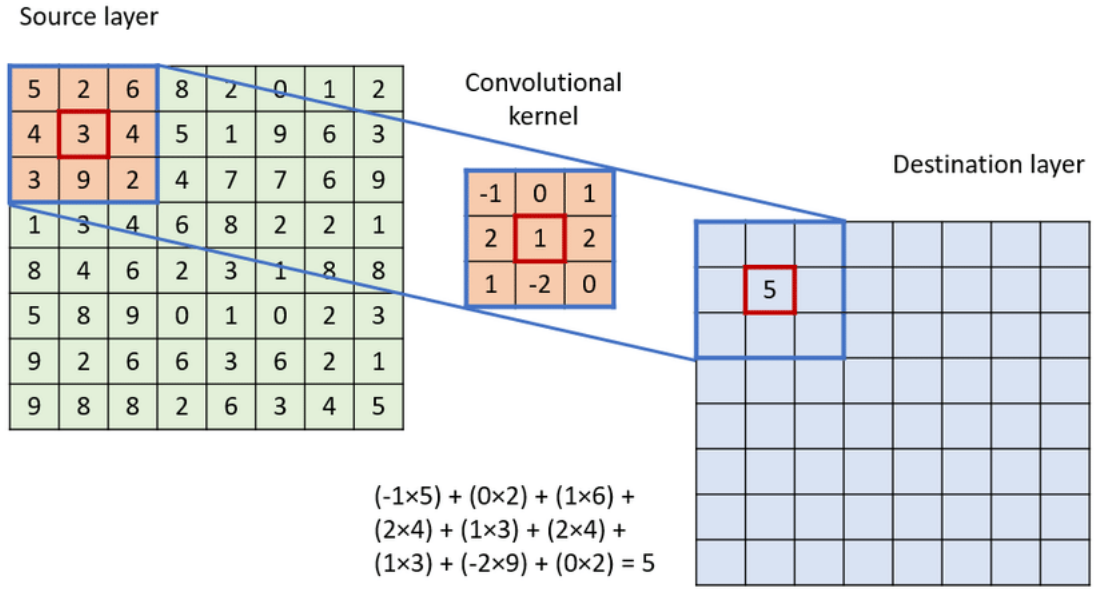 Source layer
5 2 6 8 2 0 1 2
4 3 4 5 1 9 6 3
3 9 2 4 7 7 6 9
1 3 4 6 8 2 2 1
8 4 6 2 3 1 8 8
5 8 9 0 1 0 2 3
9 2 6 6 3 6 2 1
9 8 8 2 6 3 4 5
Convolutional
kernel
-1 0 1
2 1 2
1 -2 0
Destination layer
5
(-1×5) + (0×2) + (1×6) +
(2×4) + (1×3) + (2×4) +
(1×3) + (-2×9) + (0×2) = 5